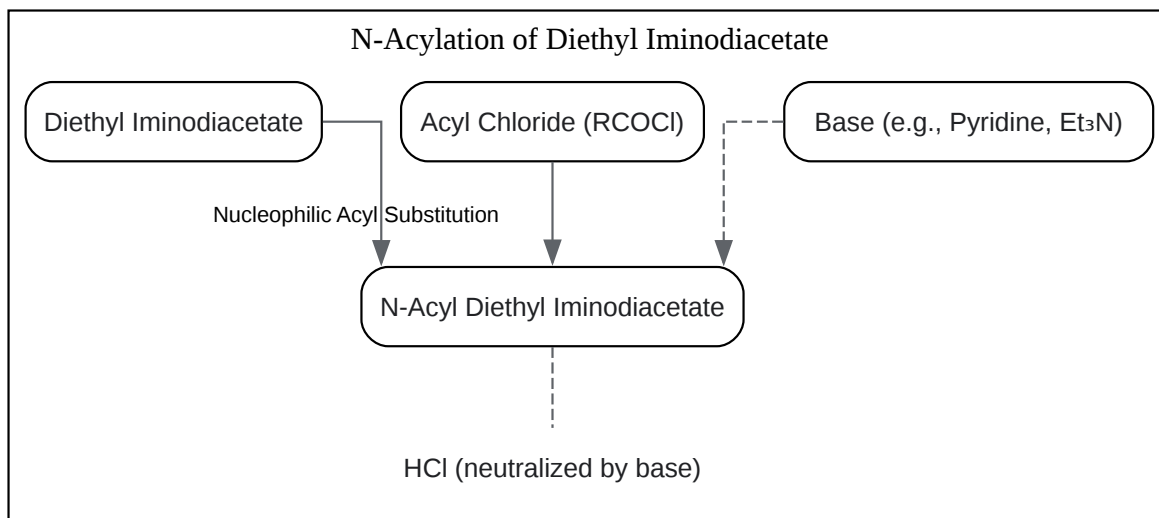 N-Acylation of Diethyl Iminodiacetate
Diethyl Iminodiacetate
Acyl Chloride (RCOCl)
Base (e.g., Pyridine, Et₃N)
Nucleophilic Acyl Substitution
N-Acyl Diethyl Iminodiacetate
HCl (neutralized by base)